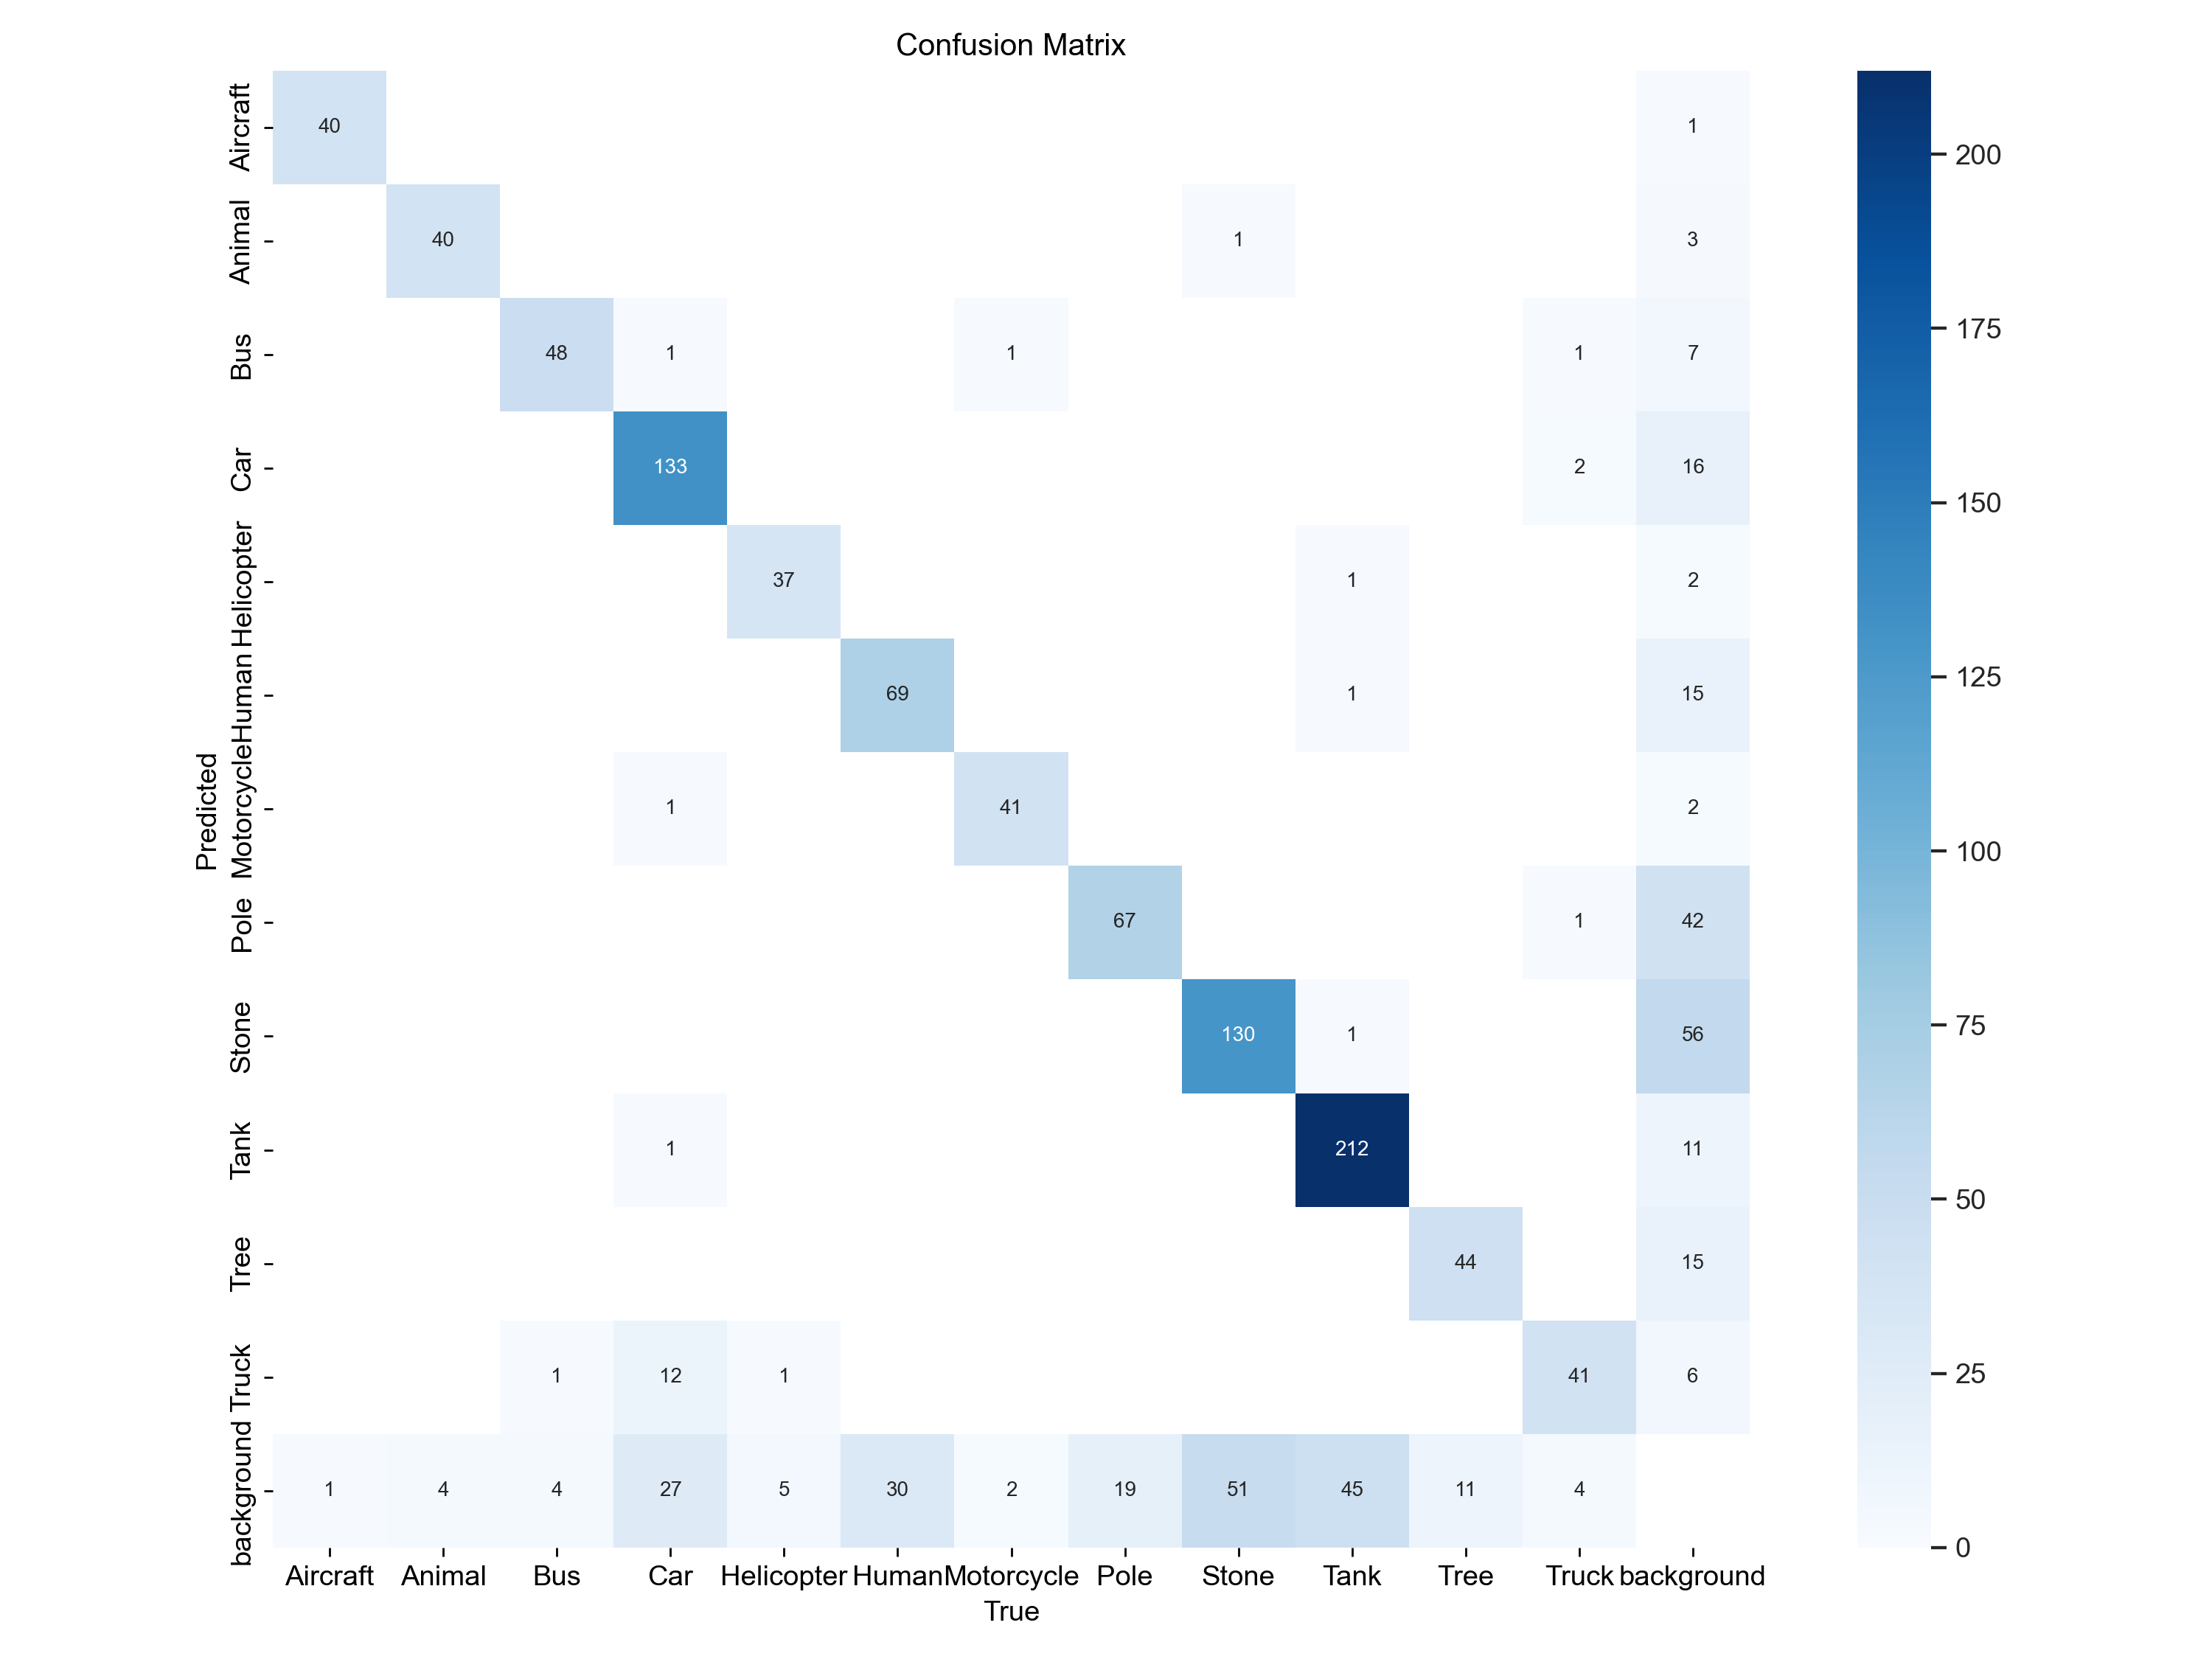 Confusion Matrix
Aircraft 40 1
Animal 40 1 3
Bus 48 1 1 1 7
Car 133 2 16
Helicopter 37 1 2
Human 69 1 15
Motorcycle 1 41 2
Pole 67 1 42
Stone 130 1 56
Tank 1 212 11
Tree 44 15
Truck 1 12 1 41 6
background 1 4 4 27 5 30 2 19 51 45 11 4
Predicted
Aircraft Animal Bus Car Helicopter Human Motorcycle Pole Stone Tank Tree Truck background
True
200
175
150
125
100
75
50
25
0